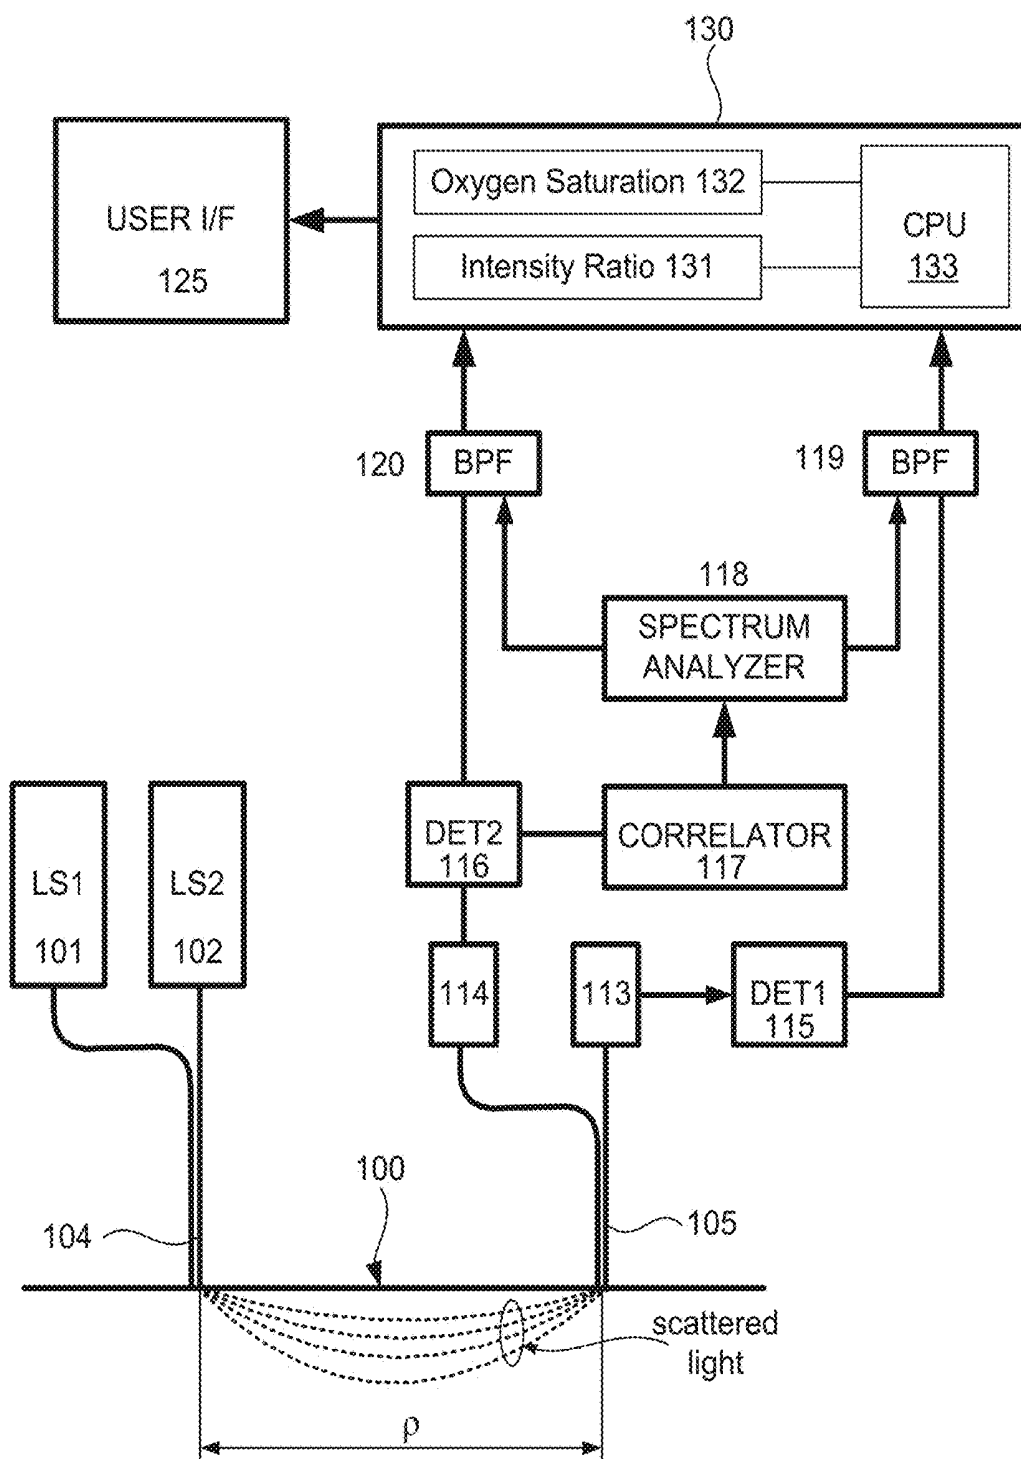 130
USER I/F
125
Oxygen Saturation 132
Intensity Ratio 131
CPU
133
120
BPF
119
BPF
118
SPECTRUM
ANALYZER
LS1
101
LS2
102
DET2
116
CORRELATOR
117
114
113
DET1
115
100
104
105
scattered
light
ρ